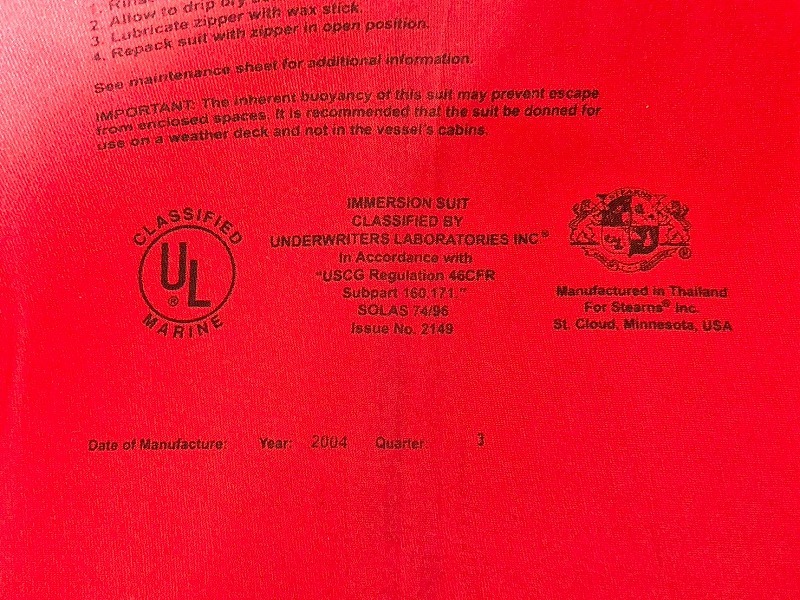 1. Rinse
2. Allow to drip dry
3. Lubricate zipper with wax stick.
4. Repack suit with zipper in open position.
See maintenance sheet for additional information.
IMPORTANT: The inherent buoyancy of this suit may prevent escape
from enclosed spaces. It is recommended that the suit be donned for
use on a weather deck and not in the vessel's cabins.
CLASSIFIED
UL
®
MARINE
IMMERSION SUIT
CLASSIFIED BY
UNDERWRITERS LABORATORIES INC®
In Accordance with
"USCG Regulation 46CFR
Subpart 160.171."
SOLAS 74/96
Issue No. 2149
STEARNS
®
Manufactured in Thailand
For Stearns® Inc.
St. Cloud, Minnesota, USA
Date of Manufacture: Year: 2004 Quarter: 3